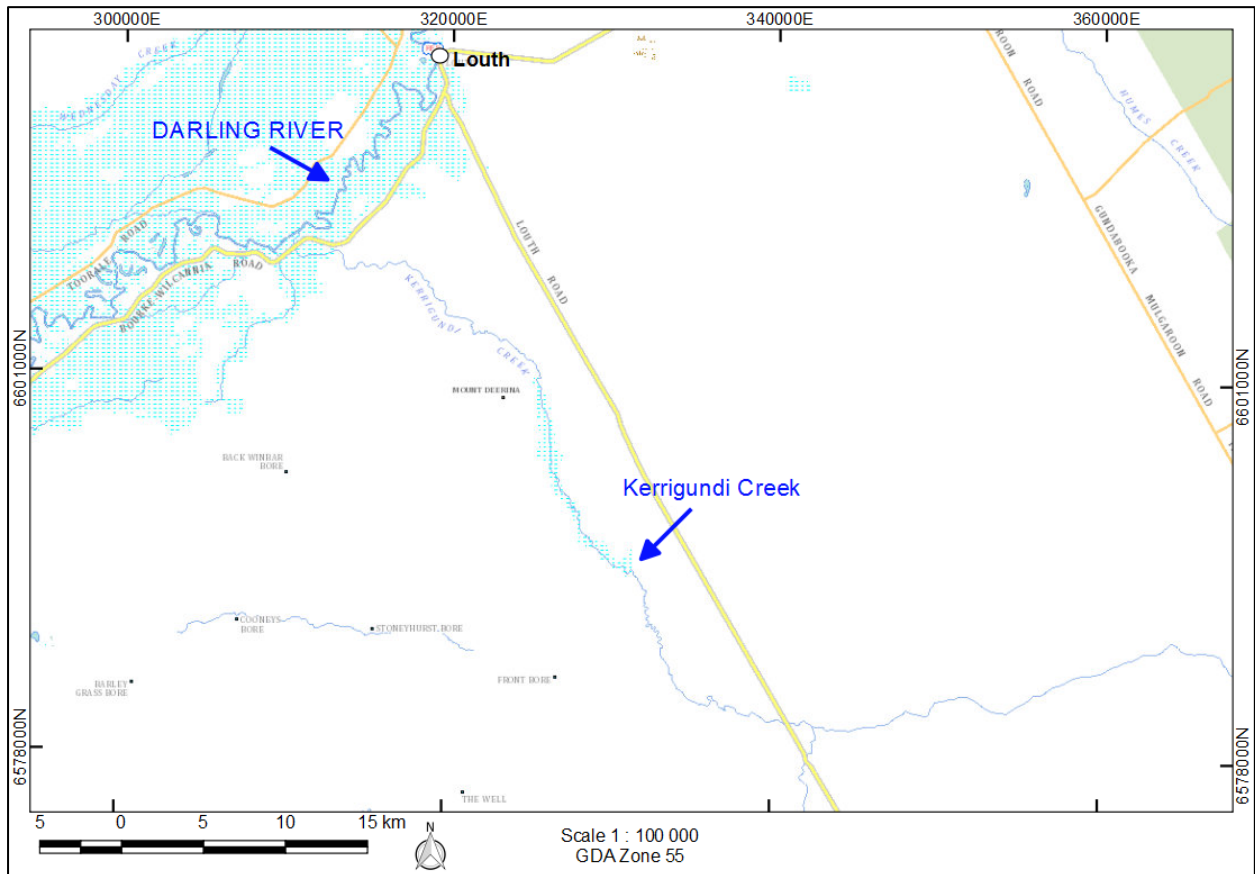 300000E
320000E
340000E
360000E
WEDNESDAY CREEK
Louth
ROON ROAD
HUMES CREEK
DARLING RIVER
TOORALE ROAD
BOURKE-WILCANNIA ROAD
LOUTH ROAD
KERRIGUNDI CREEK
GUNDABOOKA MULGAROON ROAD
6601000N
6601000N
MOUNT DEERINA
BACK WINBAR
BORE
Kerrigundi Creek
COONEYS
BORE
STONEYHURST BORE
BARLEY
GRASS BORE
FRONT BORE
6578000N
6578000N
THE WELL
5 0 5 10 15 km
N
Scale 1 : 100 000
GDA Zone 55